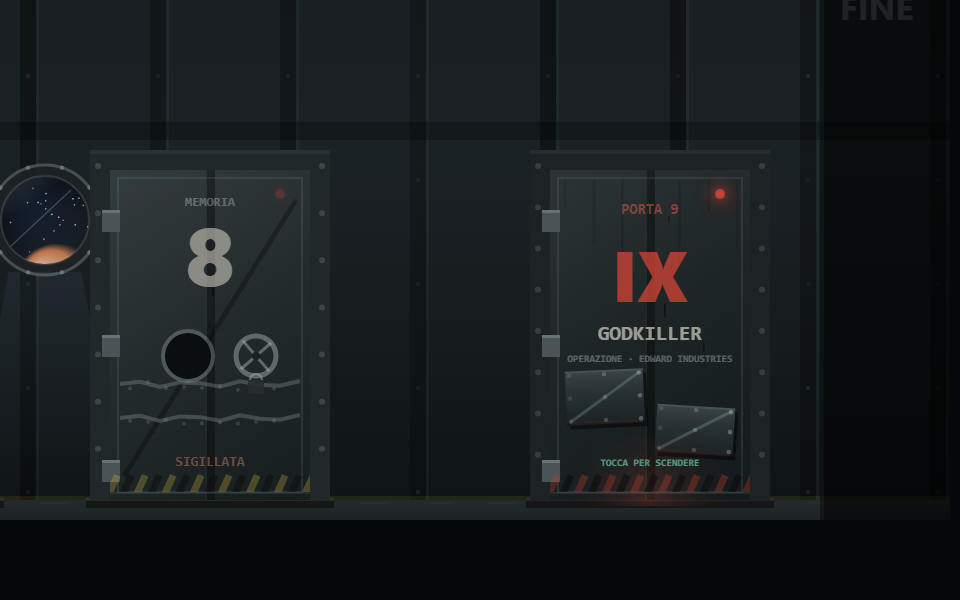 FINE
MEMORIA
8
SIGILLATA
PORTA 9
IX
GODKILLER
OPERAZIONE · EDWARD INDUSTRIES
TOCCA PER SCENDERE